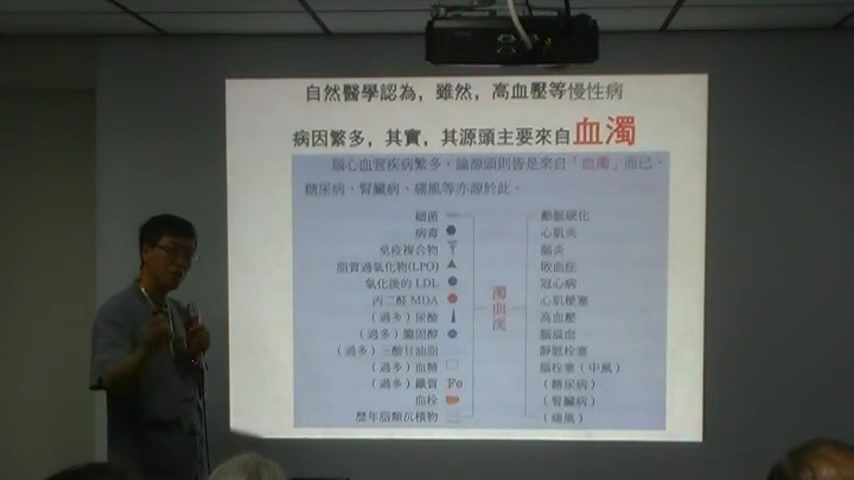 自然醫學認為，雖然，高血壓等慢性病
病因繁多，其實，其源頭主要來自血濁
腦心血管疾病繁多，論源頭則皆是來自「血濁」而已，
糖尿病、腎臟病、痛風等亦源於此。
細菌
病毒
免疫複合物
脂質過氧化物(LPO)
氧化後的 LDL
丙二醛 MDA
（過多）尿酸
（過多）膽固醇
（過多）三酸甘油脂
（過多）血糖
（過多）鐵質 Fe
血栓
歷年脂類沉積物
濁血症
動脈硬化
心肌炎
腦炎
敗血症
冠心病
心肌梗塞
高血壓
腦溢血
靜脈栓塞
腦栓塞（中風）
（糖尿病）
（腎臟病）
（痛風）